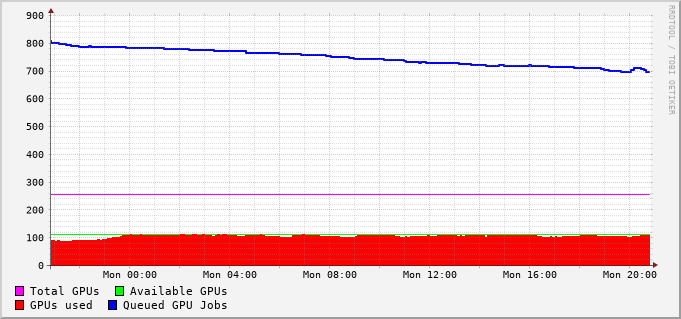 RRDTOOL / TOBI OETIKER
900
800
700
600
500
400
300
200
100
0
Mon 00:00 Mon 04:00 Mon 08:00 Mon 12:00 Mon 16:00 Mon 20:00
Total GPUs Available GPUs
GPUs used Queued GPU Jobs